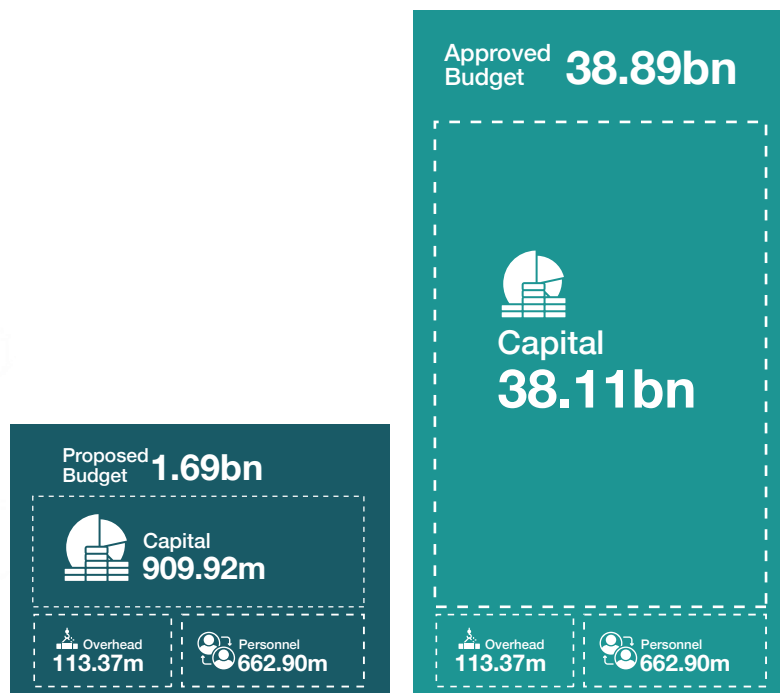 Proposed
Budget 1.69bn
Capital
909.92m
Overhead
113.37m
Personnel
662.90m
Approved
Budget 38.89bn
Capital
38.11bn
Overhead
113.37m
Personnel
662.90m